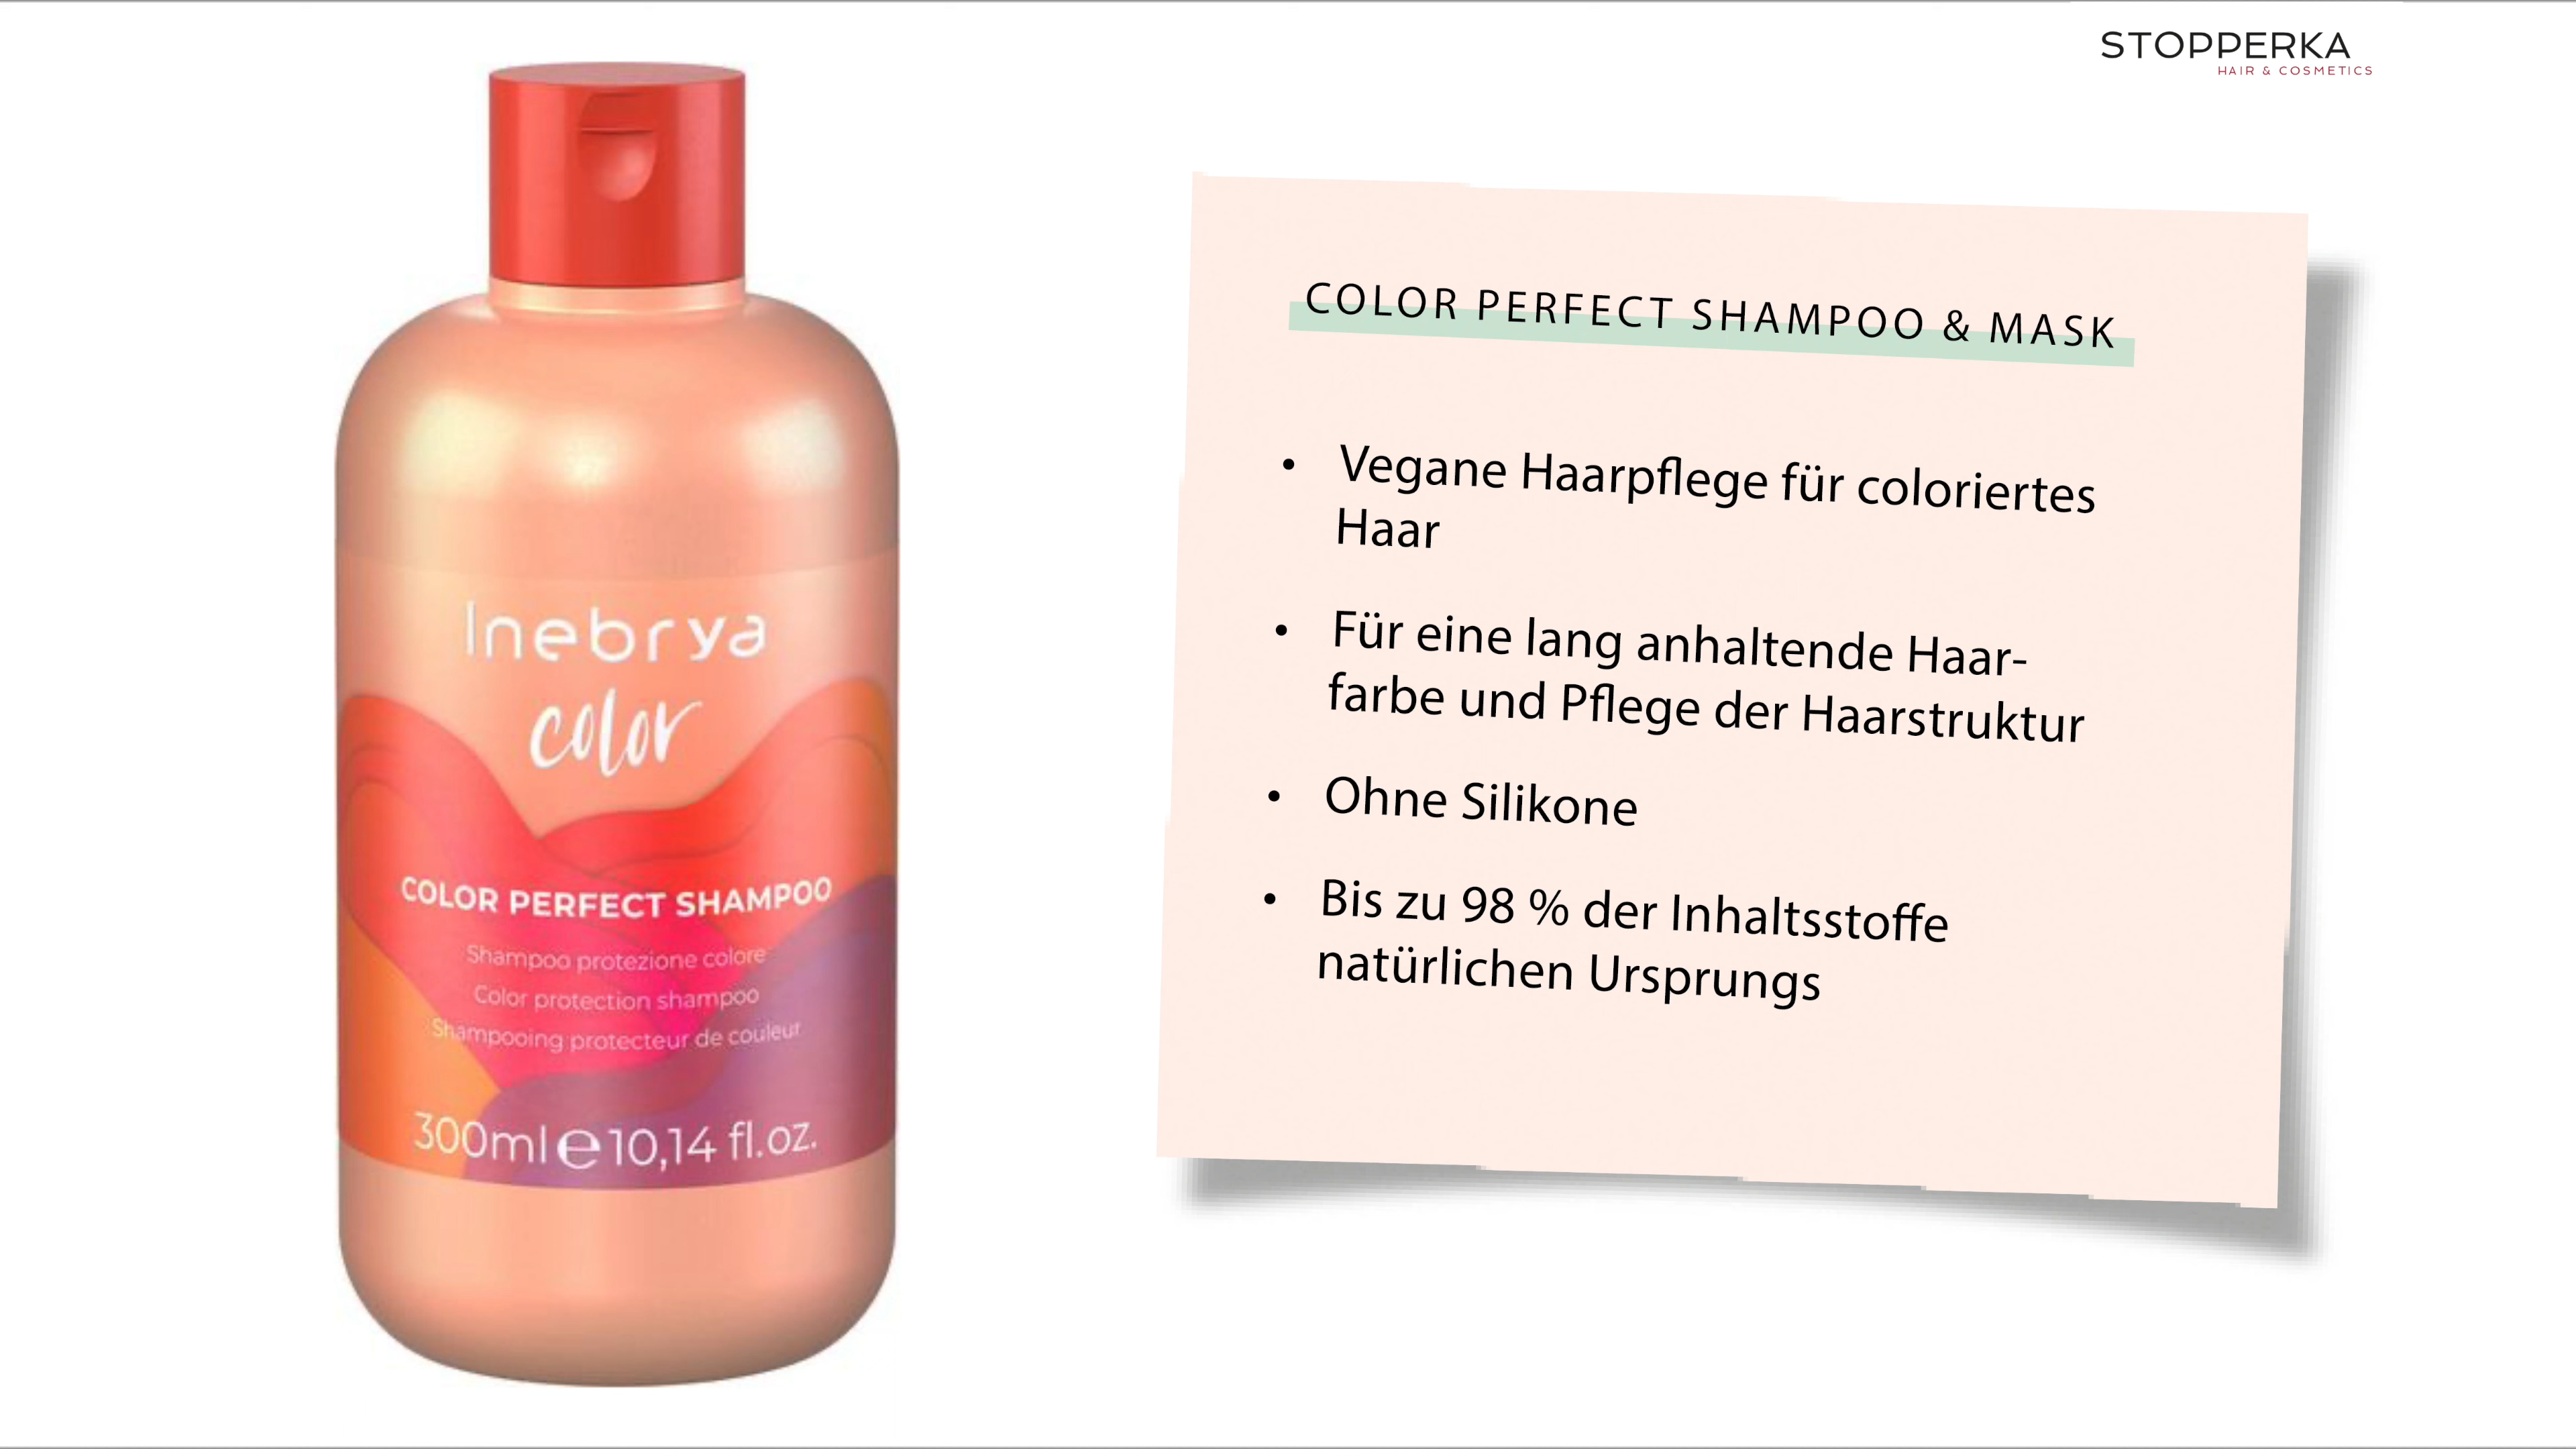 STOPPERKA
HAIR & COSMETICS
Inebrya
color
COLOR PERFECT SHAMPOO
Shampoo protezione colore
Color protection shampoo
Shampooing protecteur de couleur
300ml e 10,14 fl.oz.
COLOR PERFECT SHAMPOO & MASK
• Vegane Haarpflege für coloriertes
Haar
• Für eine lang anhaltende Haar-
farbe und Pflege der Haarstruktur
• Ohne Silikone
• Bis zu 98 % der Inhaltsstoffe
natürlichen Ursprungs